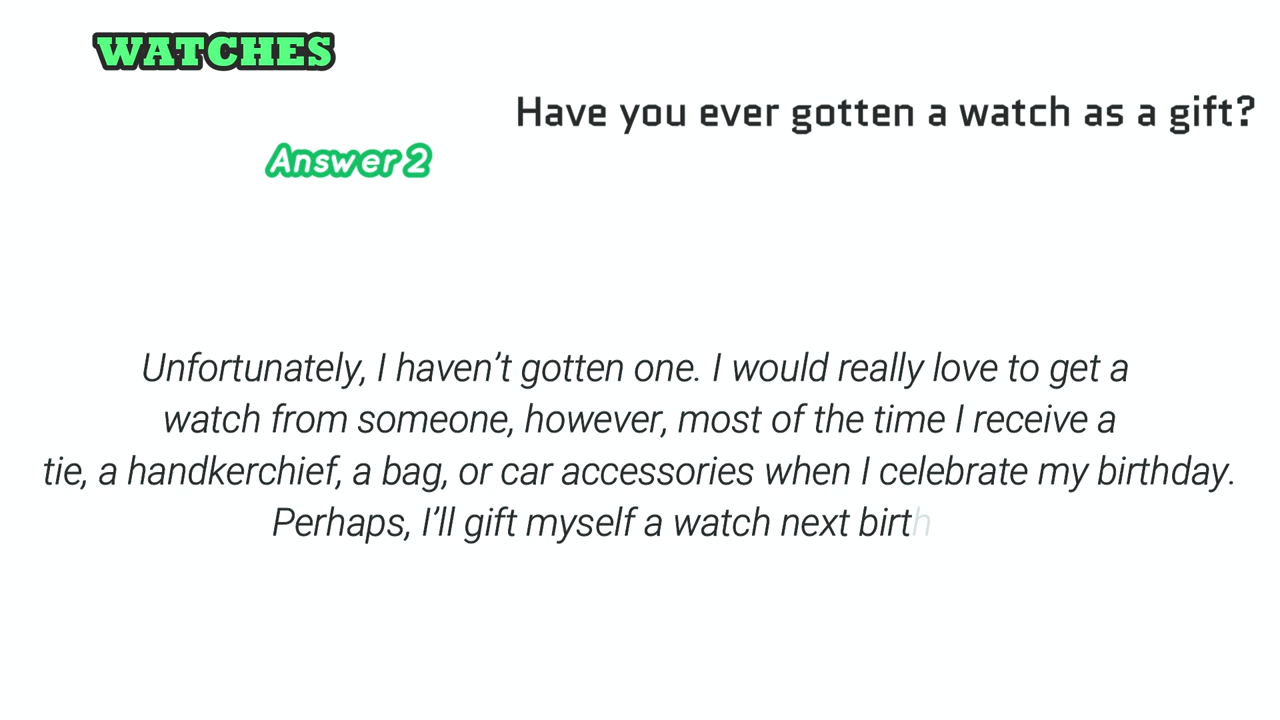 WATCHES
Have you ever gotten a watch as a gift?
Answer 2
Unfortunately, I haven’t gotten one. I would really love to get a
watch from someone, however, most of the time I receive a
tie, a handkerchief, a bag, or car accessories when I celebrate my birthday.
Perhaps, I’ll gift myself a watch next birth